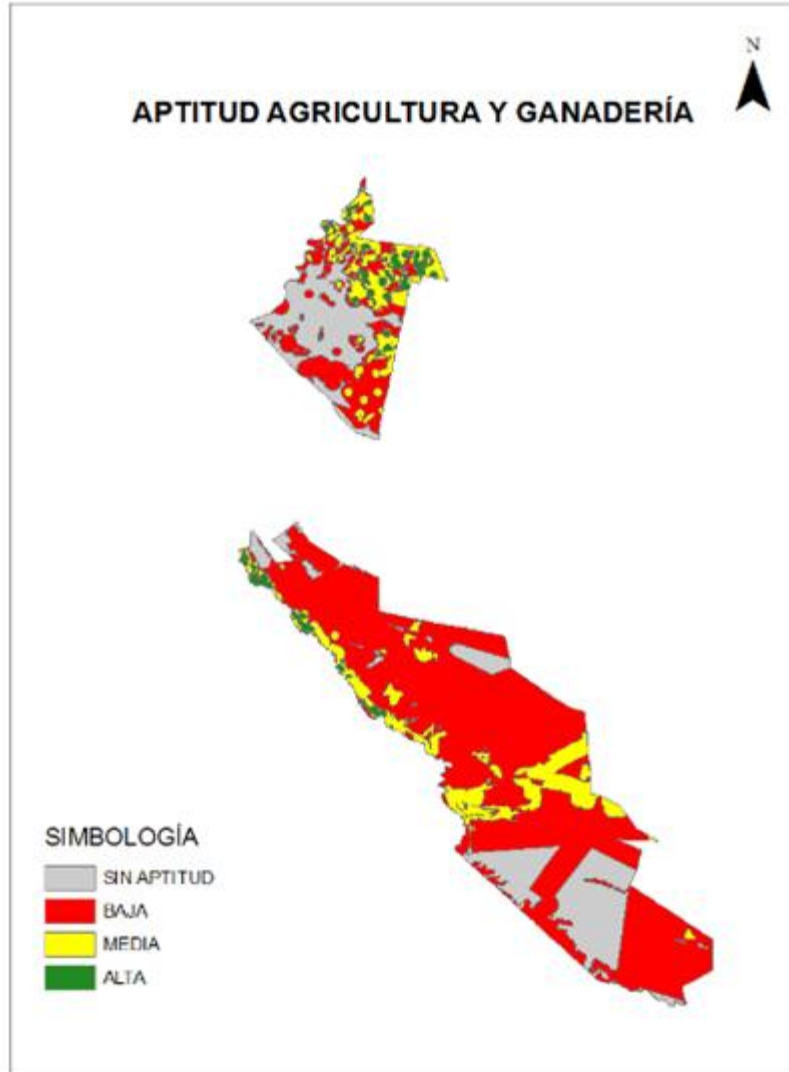 N
APTITUD AGRICULTURA Y GANADERÍA
SIMBOLOGÍA
SIN APTITUD
BAJA
MEDIA
ALTA